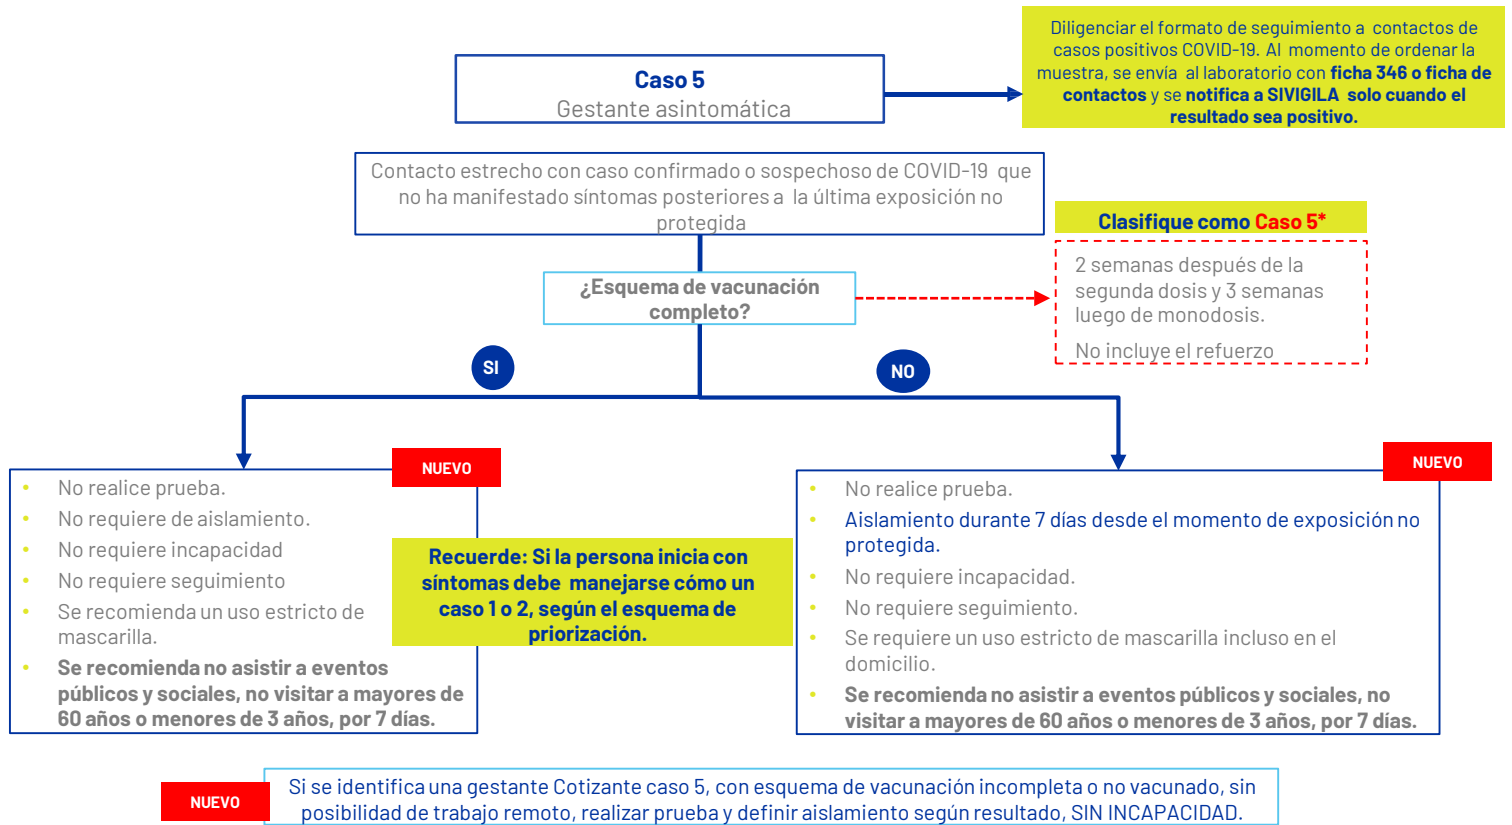 Caso 5
Gestante asintomática
Diligenciar el formato de seguimiento a contactos de
casos positivos COVID-19. Al momento de ordenar la
muestra, se envía al laboratorio con ficha 346 o ficha de
contactos y se notifica a SIVIGILA solo cuando el
resultado sea positivo.
Contacto estrecho con caso confirmado o sospechoso de COVID-19 que
no ha manifestado síntomas posteriores a la última exposición no
protegida
Clasifique como Caso 5*
2 semanas después de la
segunda dosis y 3 semanas
luego de monodosis.
No incluye el refuerzo
¿Esquema de vacunación
completo?
SI
NO
NUEVO
• No realice prueba.
• No requiere de aislamiento.
• No requiere incapacidad
• No requiere seguimiento
• Se recomienda un uso estricto de
mascarilla.
• Se recomienda no asistir a eventos
públicos y sociales, no visitar a mayores de
60 años o menores de 3 años, por 7 días.
Recuerde: Si la persona inicia con
síntomas debe manejarse cómo un
caso 1 o 2, según el esquema de
priorización.
NUEVO
• No realice prueba.
• Aislamiento durante 7 días desde el momento de exposición no
protegida.
• No requiere incapacidad.
• No requiere seguimiento.
• Se requiere un uso estricto de mascarilla incluso en el
domicilio.
• Se recomienda no asistir a eventos públicos y sociales, no
visitar a mayores de 60 años o menores de 3 años, por 7 días.
NUEVO
Si se identifica una gestante Cotizante caso 5, con esquema de vacunación incompleta o no vacunado, sin
posibilidad de trabajo remoto, realizar prueba y definir aislamiento según resultado, SIN INCAPACIDAD.